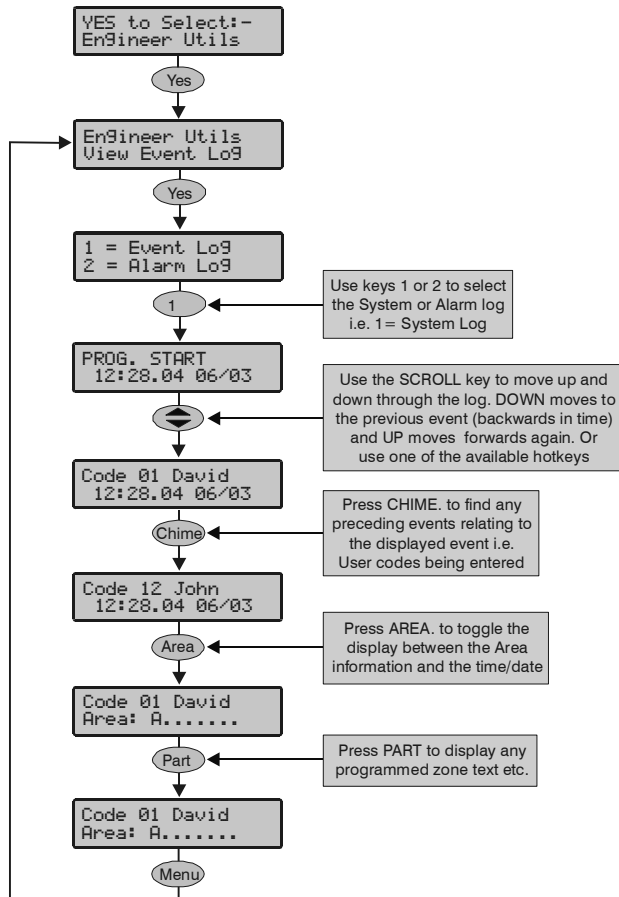 YES to Select:-
Engineer Utils
Yes
Engineer Utils
View Event Log
Yes
1 = Event Log
2 = Alarm Log
1
Use keys 1 or 2 to select
the System or Alarm log
i.e. 1= System Log
PROG. START
12:28.04 06/03
Use the SCROLL key to move up and
down through the log. DOWN moves to
the previous event (backwards in time)
and UP moves forwards again. Or
use one of the available hotkeys
Code 01 David
12:28.04 06/03
Chime
Press CHIME. to find any
preceding events relating to
the displayed event i.e.
User codes being entered
Code 12 John
12:28.04 06/03
Area
Press AREA. to toggle the
display between the Area
information and the time/date
Code 01 David
Area: A.......
Part
Press PART to display any
programmed zone text etc.
Code 01 David
Area: A.......
Menu